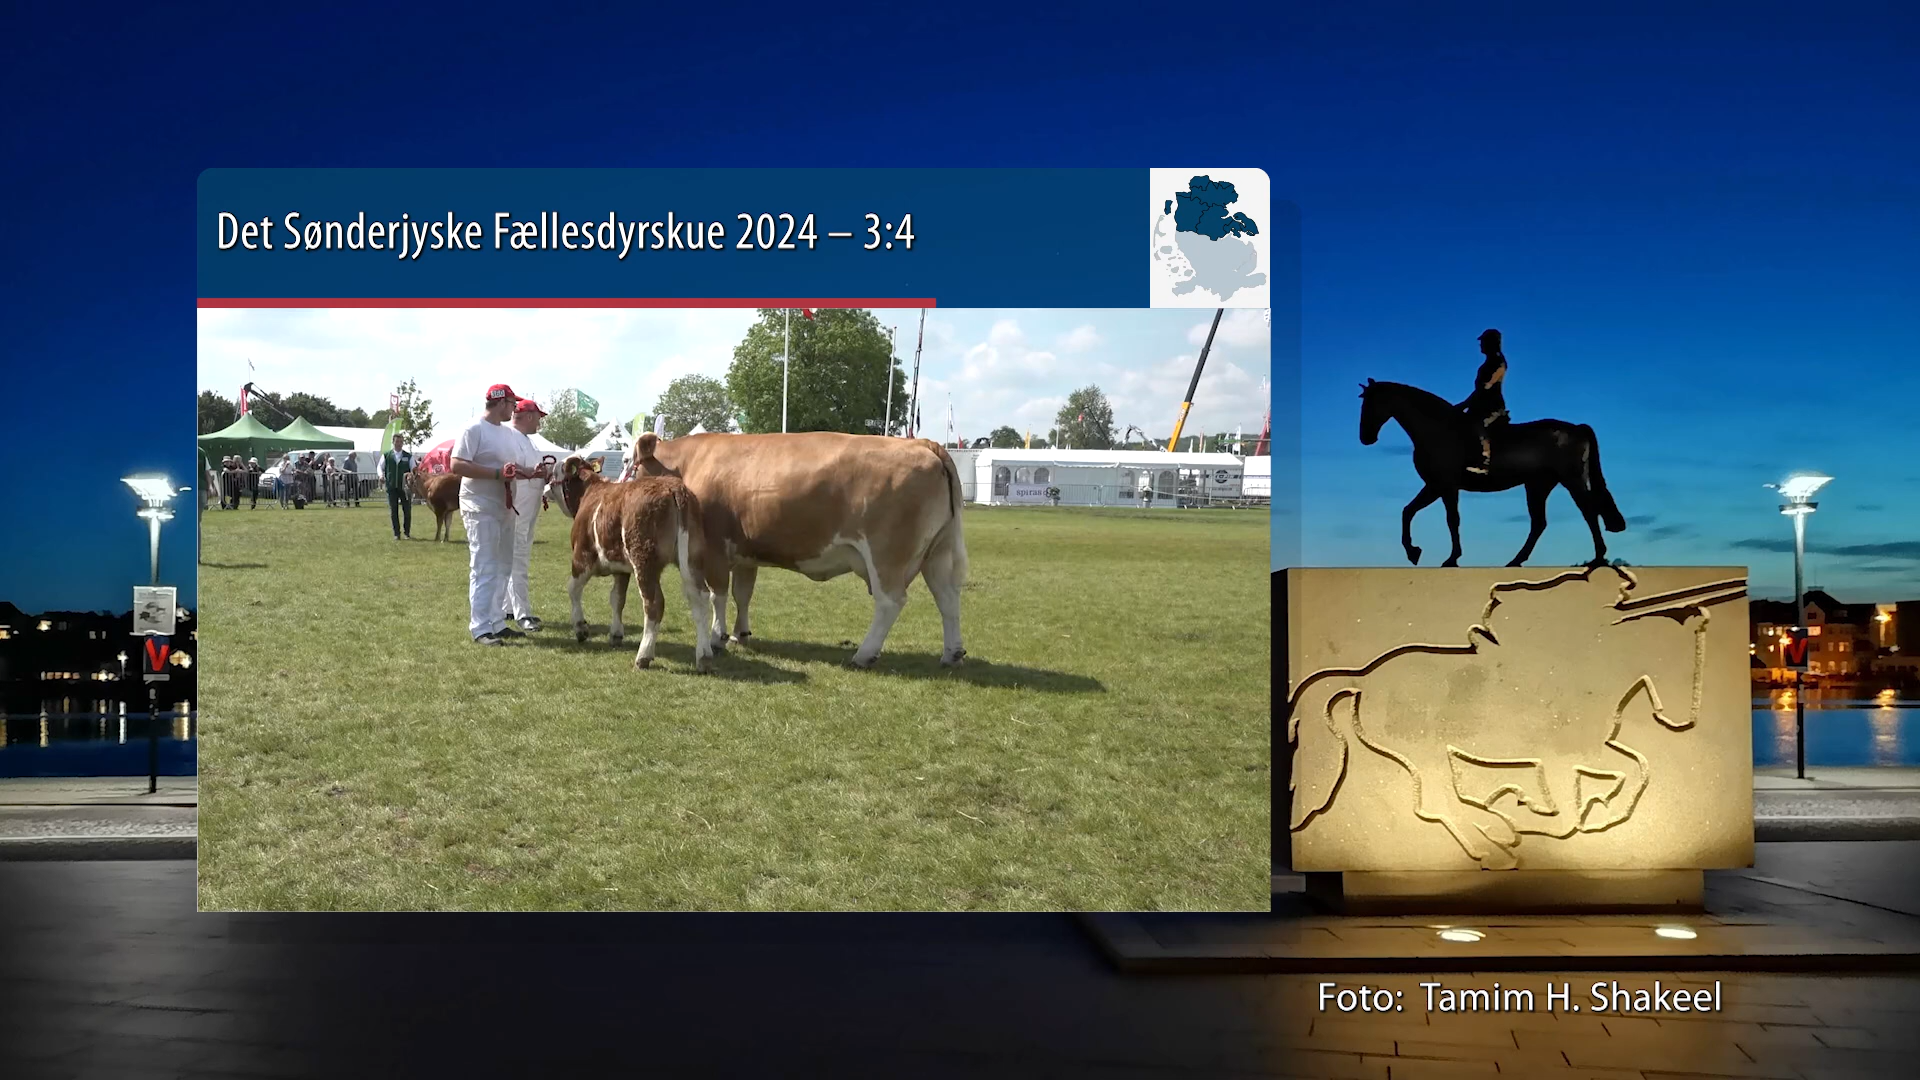 Det Sønderjyske Fællesdyrskue 2024 – 3:4
V
V
Foto: Tamim H. Shakeel